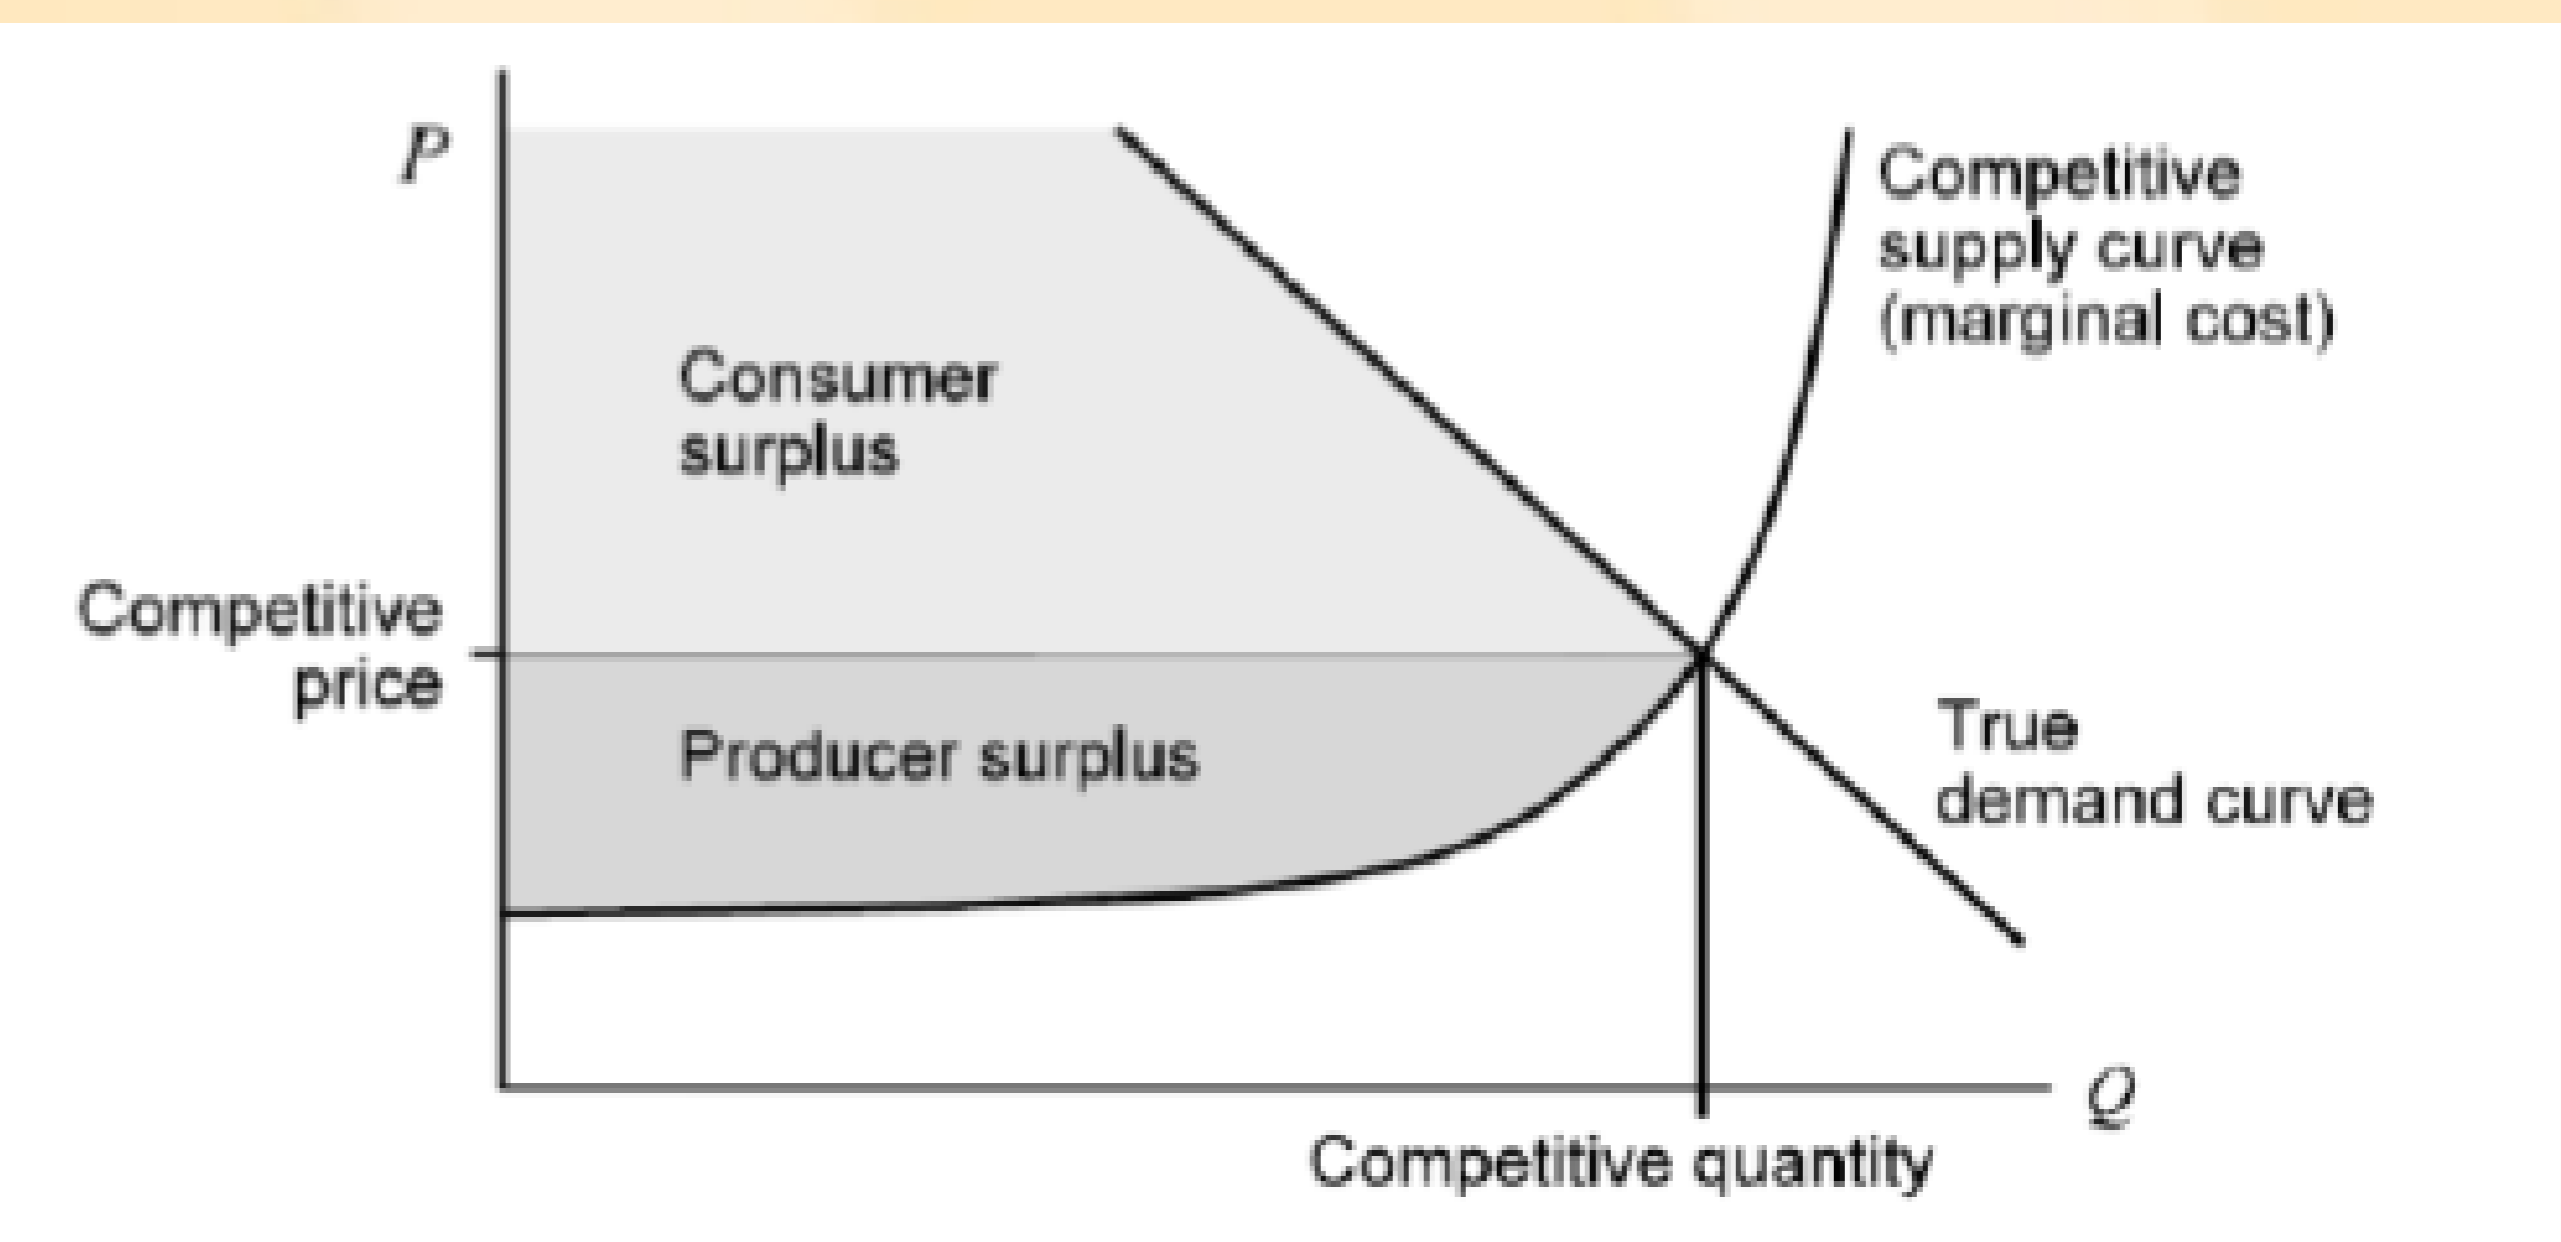 P
Competitive
supply curve
(marginal cost)
Consumer
surplus
Competitive
price
Producer surplus
True
demand curve
Q
Competitive quantity